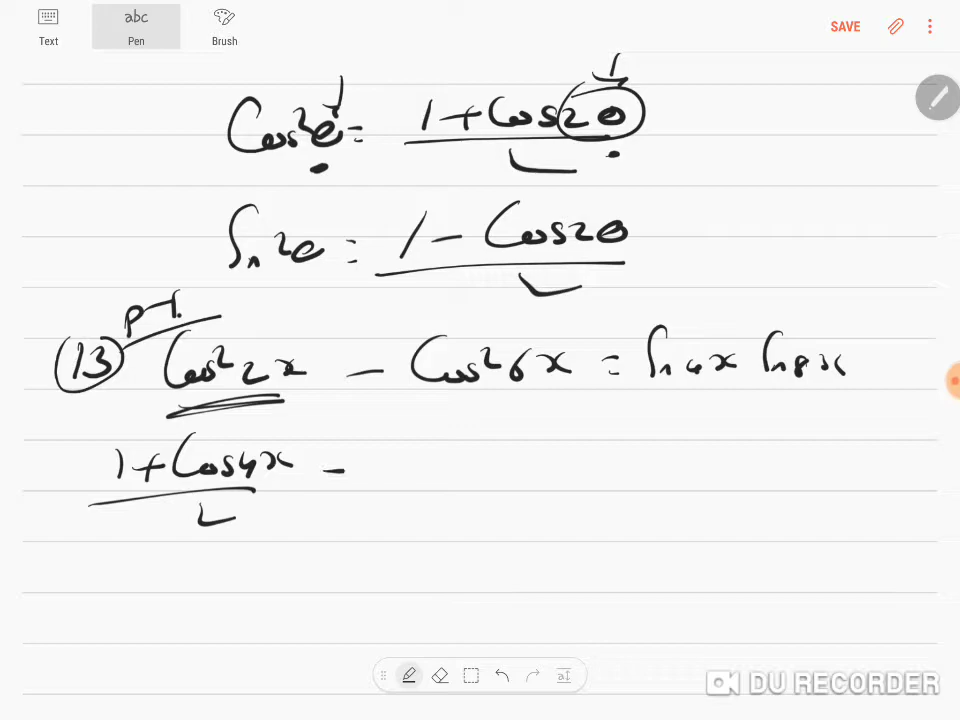 Text
abc
Pen
Brush
SAVE
Cos²θ = 1 + Cos2θ
2
Sin²θ = 1 - Cos2θ
2
P.T.
(13) Cos²2x - Cos²6x = Sin4x Sin8x
1 + Cos4x -
2
DU RECORDER